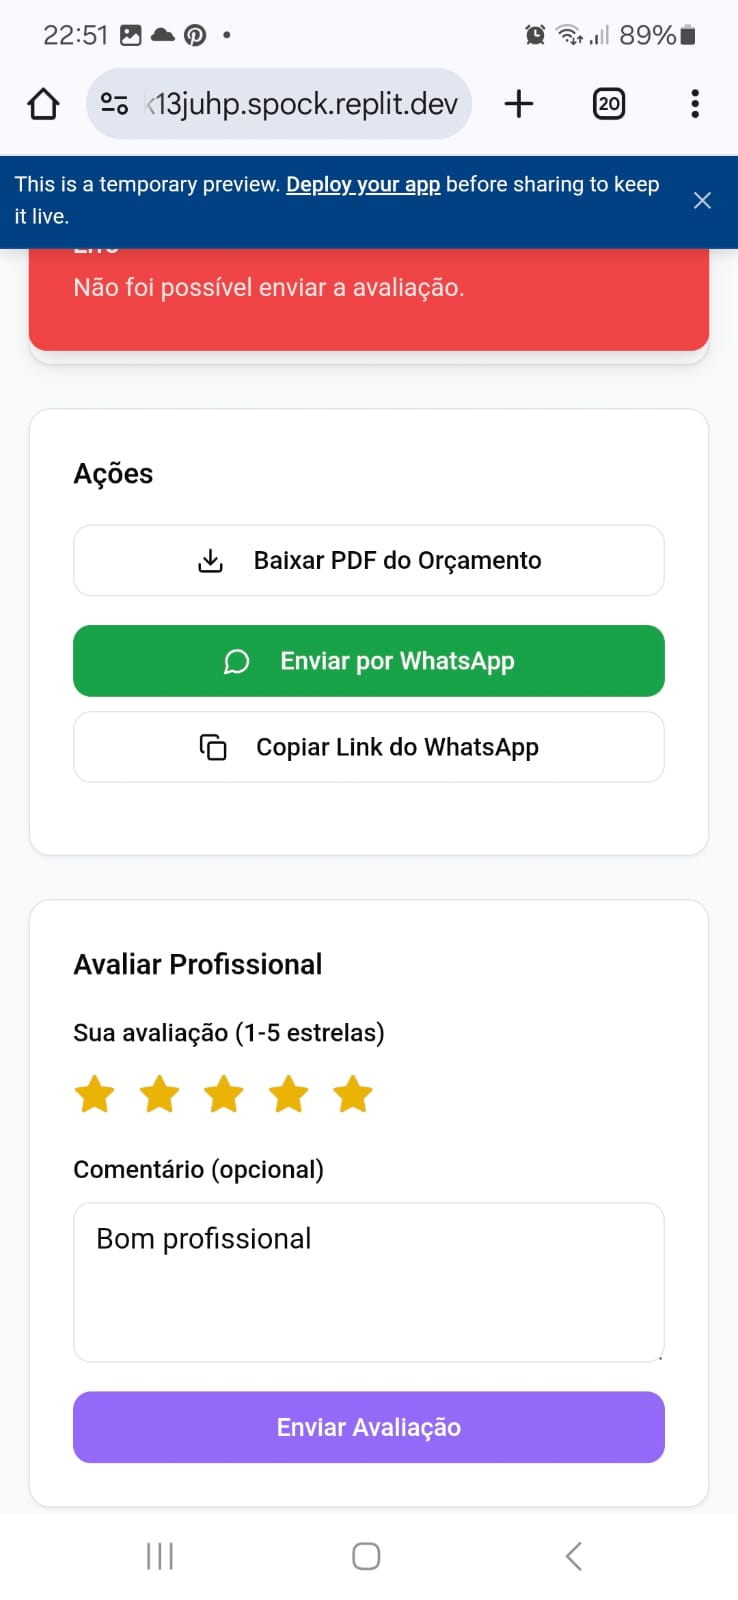 22:51
89%
13juhp.spock.replit.dev
20
This is a temporary preview. Deploy your app before sharing to keep
it live.
Não foi possível enviar a avaliação.
Ações
Baixar PDF do Orçamento
Enviar por WhatsApp
Copiar Link do WhatsApp
Avaliar Profissional
Sua avaliação (1-5 estrelas)
Comentário (opcional)
Bom profissional
Enviar Avaliação